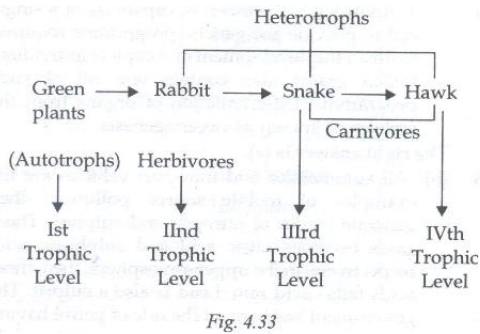 Heterotrophs
Green plants → Rabbit → Snake → Hawk
Carnivores
(Autotrophs) Herbivores
Ist Trophic Level
IInd Trophic Level
IIIrd Trophic Level
IVth Trophic Level
Fig. 4.33